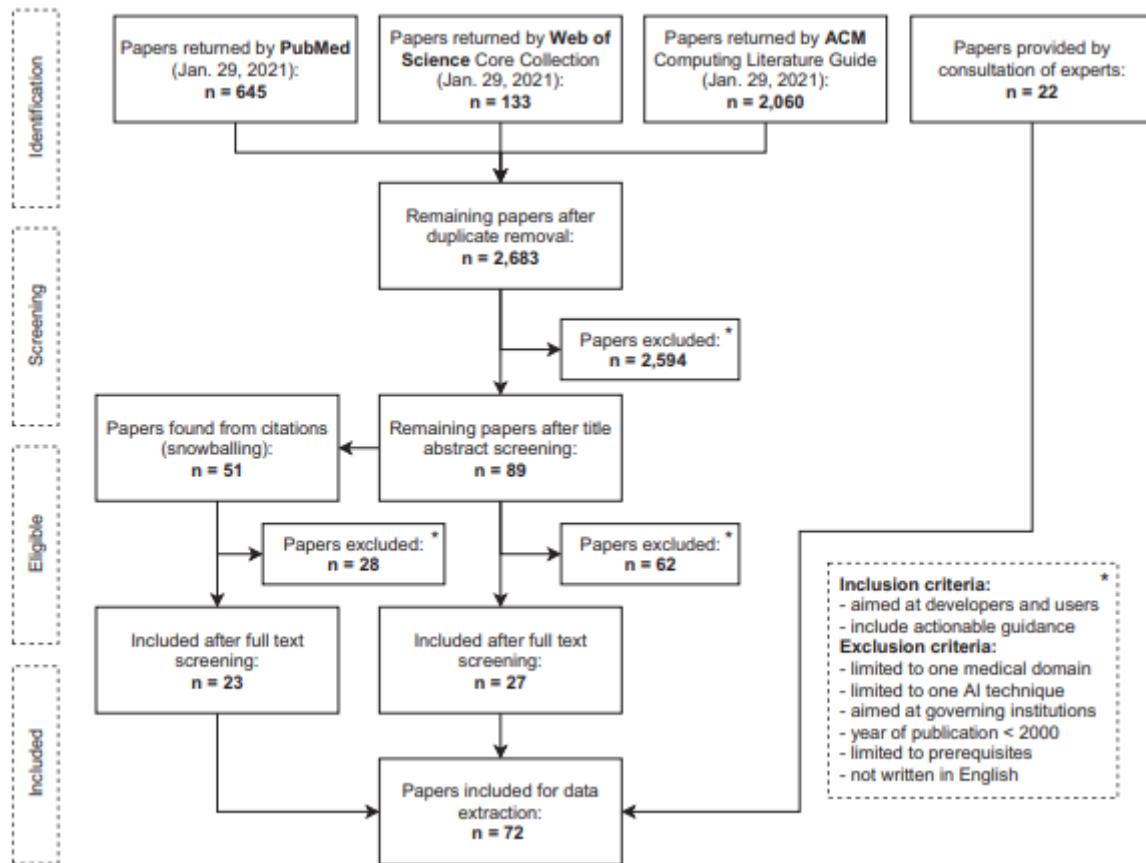 Identification
Papers returned by PubMed
(Jan. 29, 2021):
n = 645
Papers returned by Web of
Science Core Collection
(Jan. 29, 2021):
n = 133
Papers returned by ACM
Computing Literature Guide
(Jan. 29, 2021):
n = 2,060
Papers provided by
consultation of experts:
n = 22
Remaining papers after
duplicate removal:
n = 2,683
Screening
Papers excluded: *
n = 2,594
Papers found from citations
(snowballing):
n = 51
Remaining papers after title
abstract screening:
n = 89
Eligible
Papers excluded: *
n = 28
Papers excluded: *
n = 62
Included after full text
screening:
n = 23
Included after full text
screening:
n = 27
Inclusion criteria: *
- aimed at developers and users
- include actionable guidance
Exclusion criteria:
- limited to one medical domain
- limited to one AI technique
- aimed at governing institutions
- year of publication < 2000
- limited to prerequisites
- not written in English
Included
Papers included for data
extraction:
n = 72